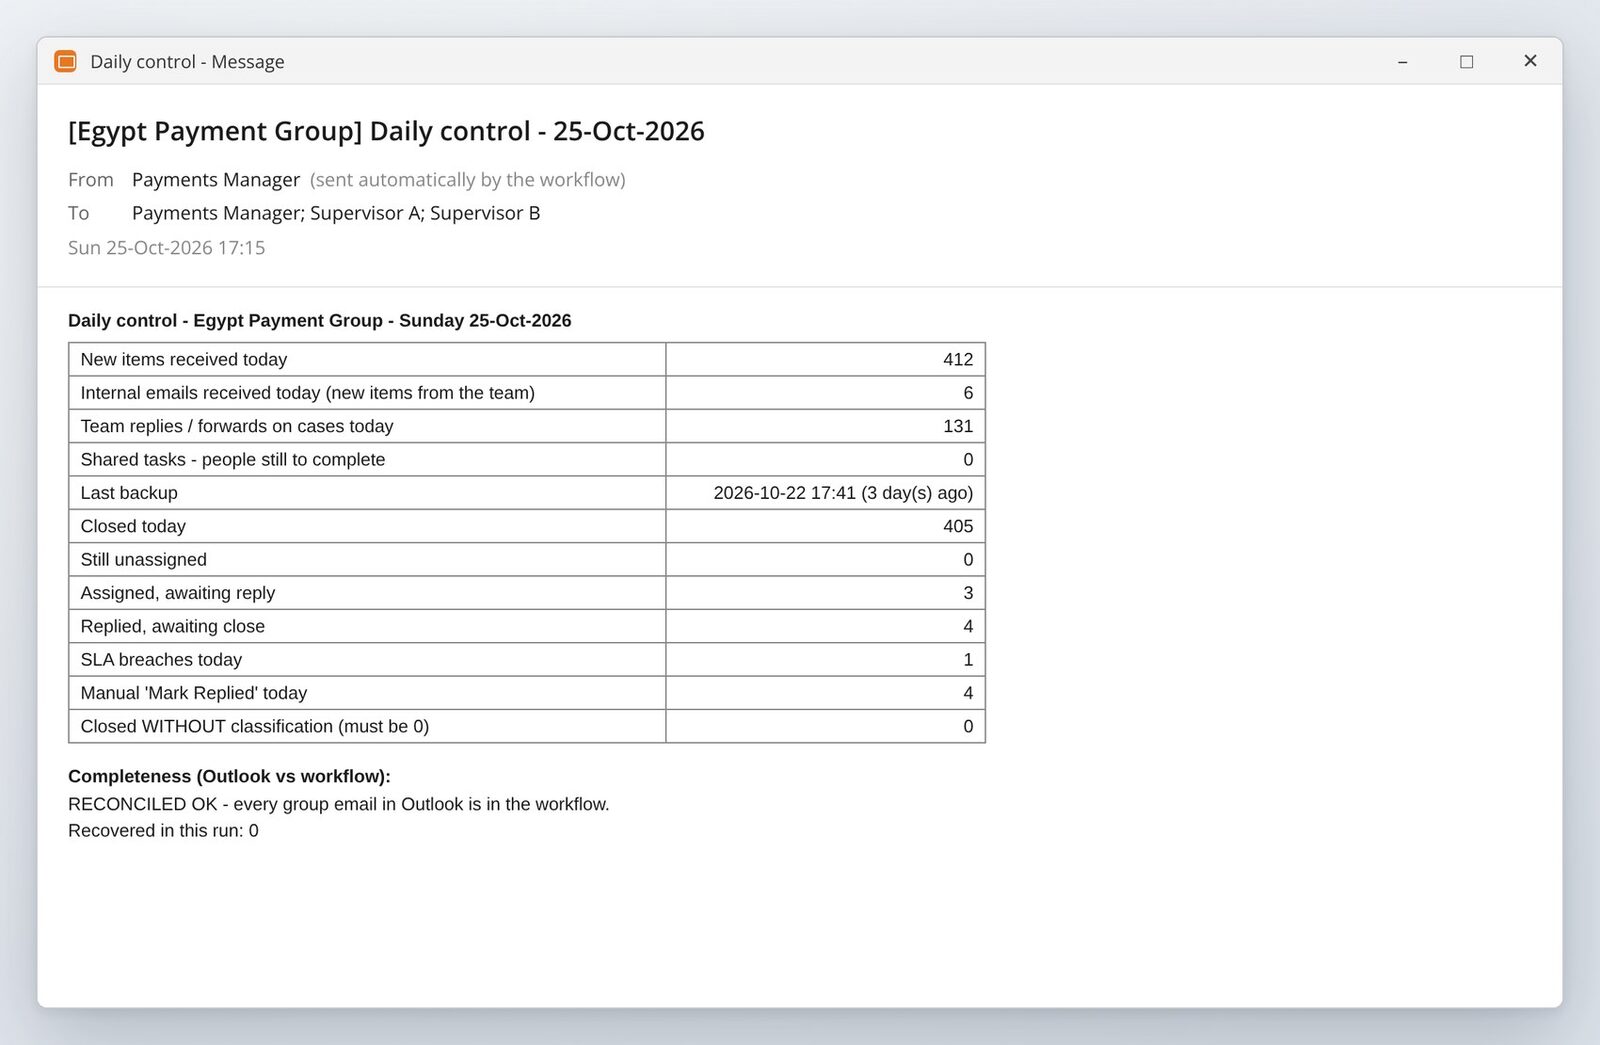 Daily control - Message
[Egypt Payment Group] Daily control - 25-Oct-2026
From Payments Manager (sent automatically by the workflow)
To Payments Manager; Supervisor A; Supervisor B
Sun 25-Oct-2026 17:15
Daily control - Egypt Payment Group - Sunday 25-Oct-2026
New items received today 412
Internal emails received today (new items from the team) 6
Team replies / forwards on cases today 131
Shared tasks - people still to complete 0
Last backup 2026-10-22 17:41 (3 day(s) ago)
Closed today 405
Still unassigned 0
Assigned, awaiting reply 3
Replied, awaiting close 4
SLA breaches today 1
Manual 'Mark Replied' today 4
Closed WITHOUT classification (must be 0) 0
Completeness (Outlook vs workflow):
RECONCILED OK - every group email in Outlook is in the workflow.
Recovered in this run: 0